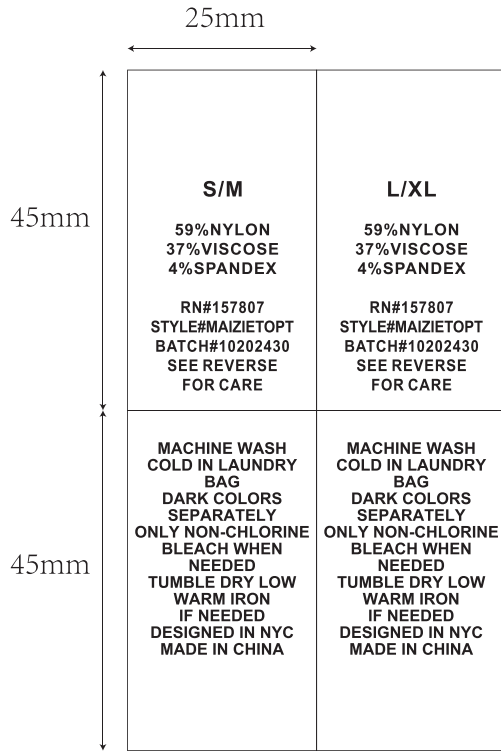 25mm
45mm
S/M
59%NYLON
37%VISCOSE
4%SPANDEX
RN#157807
STYLE#MAIZIETOPT
BATCH#10202430
SEE REVERSE
FOR CARE
L/XL
59%NYLON
37%VISCOSE
4%SPANDEX
RN#157807
STYLE#MAIZIETOPT
BATCH#10202430
SEE REVERSE
FOR CARE
45mm
MACHINE WASH
COLD IN LAUNDRY
BAG
DARK COLORS
SEPARATELY
ONLY NON-CHLORINE
BLEACH WHEN
NEEDED
TUMBLE DRY LOW
WARM IRON
IF NEEDED
DESIGNED IN NYC
MADE IN CHINA
MACHINE WASH
COLD IN LAUNDRY
BAG
DARK COLORS
SEPARATELY
ONLY NON-CHLORINE
BLEACH WHEN
NEEDED
TUMBLE DRY LOW
WARM IRON
IF NEEDED
DESIGNED IN NYC
MADE IN CHINA